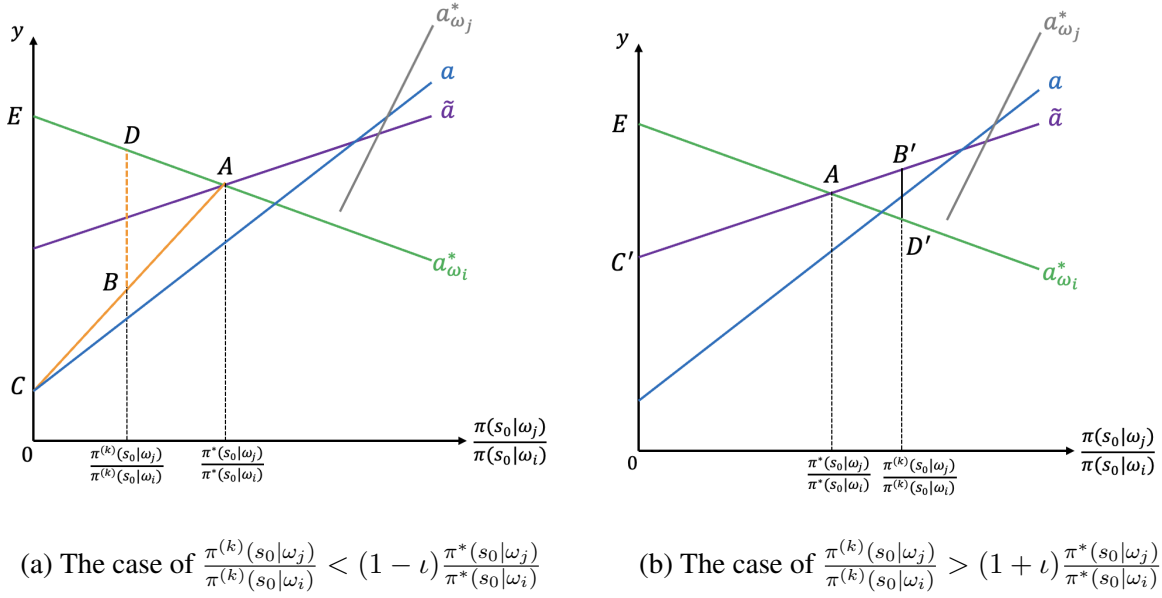 y
a*_{ω_j}
a
ã
E
D
A
B
a*_{ω_i}
C
0
π^{(k)}(s_0|ω_j)
π^{(k)}(s_0|ω_i)
π*(s_0|ω_j)
π*(s_0|ω_i)
π(s_0|ω_j)
π(s_0|ω_i)
(a) The case of π^{(k)}(s_0|ω_j)/π^{(k)}(s_0|ω_i) < (1 − ι) π*(s_0|ω_j)/π*(s_0|ω_i)
y
a*_{ω_j}
a
ã
E
B′
A
D′
C′
a*_{ω_i}
0
π*(s_0|ω_j)
π*(s_0|ω_i)
π^{(k)}(s_0|ω_j)
π^{(k)}(s_0|ω_i)
π(s_0|ω_j)
π(s_0|ω_i)
(b) The case of π^{(k)}(s_0|ω_j)/π^{(k)}(s_0|ω_i) > (1 + ι) π*(s_0|ω_j)/π*(s_0|ω_i)